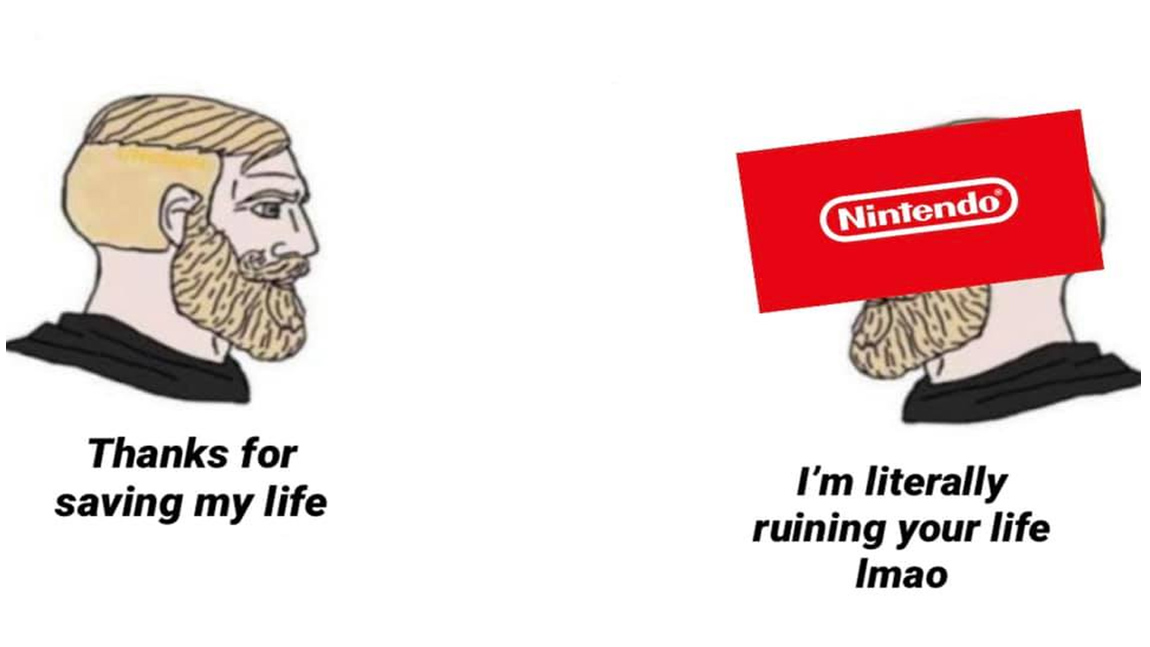 Nintendo®
Thanks for
saving my life
I'm literally
ruining your life
lmao